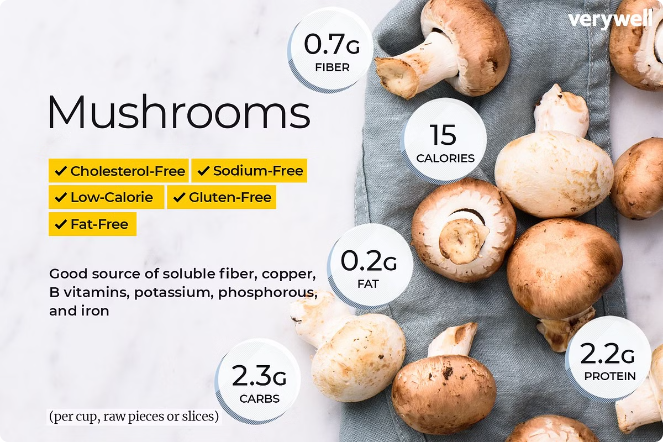 verywell
0.7G
FIBER
Mushrooms
15
CALORIES
Cholesterol-Free
Sodium-Free
Low-Calorie
Gluten-Free
Fat-Free
0.2G
FAT
Good source of soluble fiber, copper,
B vitamins, potassium, phosphorous,
and iron
2.2G
PROTEIN
2.3G
CARBS
(per cup, raw pieces or slices)